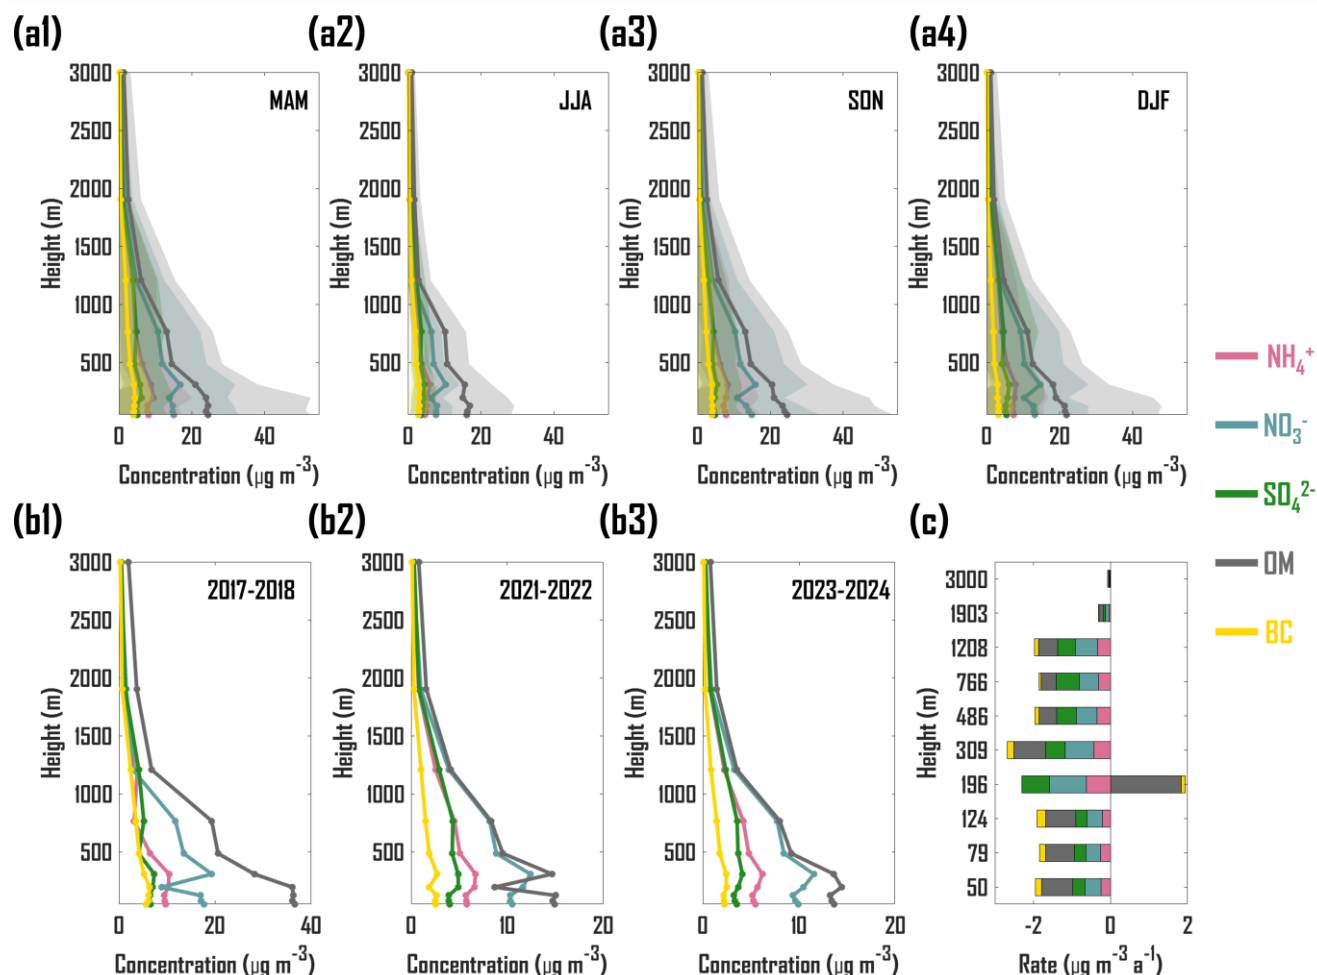 (a1) (a2) (a3) (a4)
MAM JJA SON DJF
3000 3000 3000 3000
2500 2500 2500 2500
2000 2000 2000 2000
1500 1500 1500 1500
1000 1000 1000 1000
500 500 500 500
Height (m) Height (m) Height (m) Height (m)
0 20 40 0 20 40 0 20 40 0 20 40
Concentration (μg m⁻³) Concentration (μg m⁻³) Concentration (μg m⁻³) Concentration (μg m⁻³)
NH₄⁺
NO₃⁻
SO₄²⁻
OM
BC
(b1) (b2) (b3) (c)
2017-2018 2021-2022 2023-2024
3000 3000 3000 3000
2500 2500 2500 1903
2000 2000 2000 1208
1500 1500 1500 766
1000 1000 1000 486
500 500 500 309
196
124
79
50
Height (m) Height (m) Height (m) Height (m)
0 10 20 30 40 0 10 20 0 10 20 -2 0 2
Concentration (μg m⁻³) Concentration (μg m⁻³) Concentration (μg m⁻³) Rate (μg m⁻³ a⁻¹)